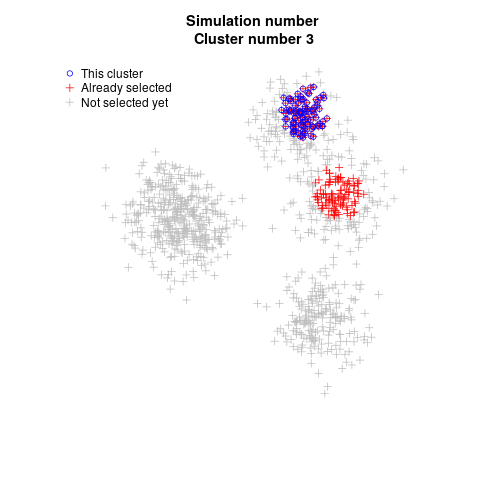 Simulation number
Cluster number 3
This cluster
Already selected
Not selected yet